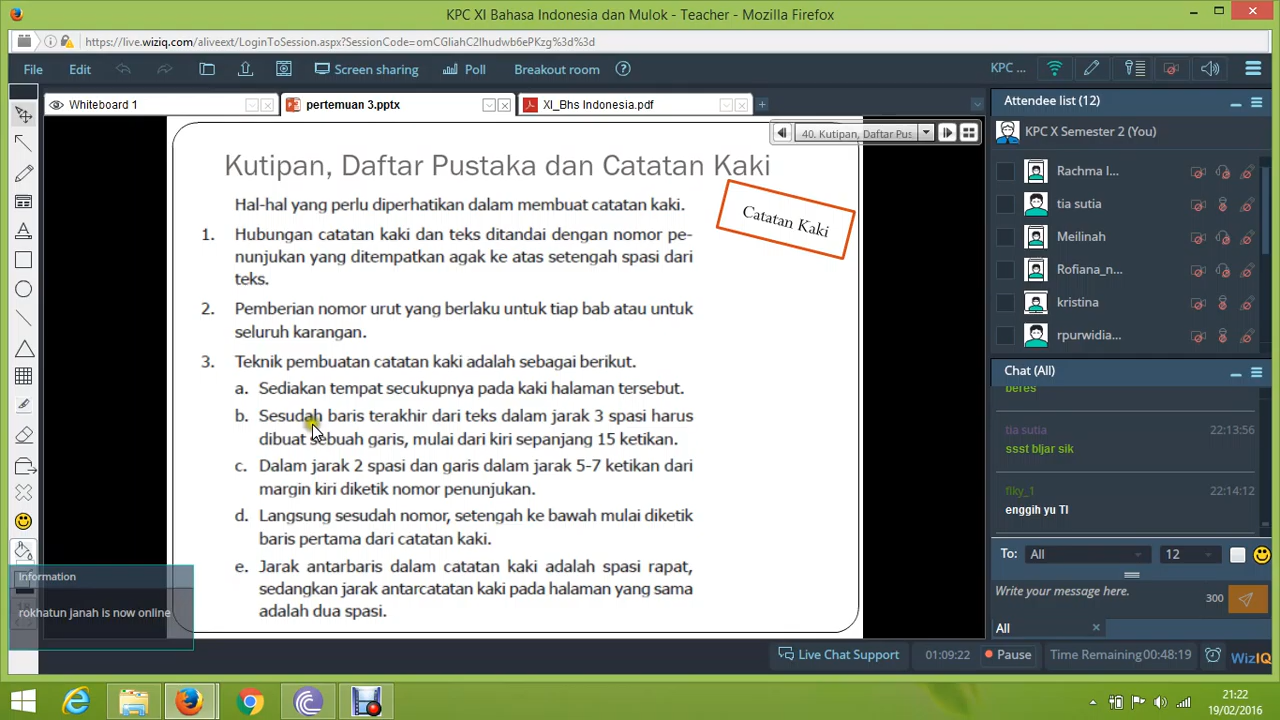 KPC XI Bahasa Indonesia dan Mulok - Teacher - Mozilla Firefox
https://live.wiziq.com/aliveext/LoginToSession.aspx?SessionCode=omCGliahC2lhudwb6ePKzg%3d%3d
File Edit Screen sharing Poll Breakout room ? KPC ...
Whiteboard 1 pertemuan 3.pptx XI_Bhs Indonesia.pdf
40. Kutipan, Daftar Pus
Kutipan, Daftar Pustaka dan Catatan Kaki
Catatan Kaki
Hal-hal yang perlu diperhatikan dalam membuat catatan kaki.
1. Hubungan catatan kaki dan teks ditandai dengan nomor pe-
nunjukan yang ditempatkan agak ke atas setengah spasi dari
teks.
2. Pemberian nomor urut yang berlaku untuk tiap bab atau untuk
seluruh karangan.
3. Teknik pembuatan catatan kaki adalah sebagai berikut.
a. Sediakan tempat secukupnya pada kaki halaman tersebut.
b. Sesudah baris terakhir dari teks dalam jarak 3 spasi harus
dibuat sebuah garis, mulai dari kiri sepanjang 15 ketikan.
c. Dalam jarak 2 spasi dan garis dalam jarak 5-7 ketikan dari
margin kiri diketik nomor penunjukan.
d. Langsung sesudah nomor, setengah ke bawah mulai diketik
baris pertama dari catatan kaki.
e. Jarak antarbaris dalam catatan kaki adalah spasi rapat,
sedangkan jarak antarcatatan kaki pada halaman yang sama
adalah dua spasi.
Information
rokhatun janah is now online
Attendee list (12)
KPC X Semester 2 (You)
Rachma I...
tia sutia
Meilinah
Rofiana_n...
kristina
rpurwidia...
Chat (All)
beres
tia sutia 22:13:56
ssst bljar sik
fiky_1 22:14:12
enggih yu TI
To: All 12
Write your message here. 300
All
Live Chat Support 01:09:22 Pause Time Remaining 00:48:19 WizIQ
21:22
19/02/2016